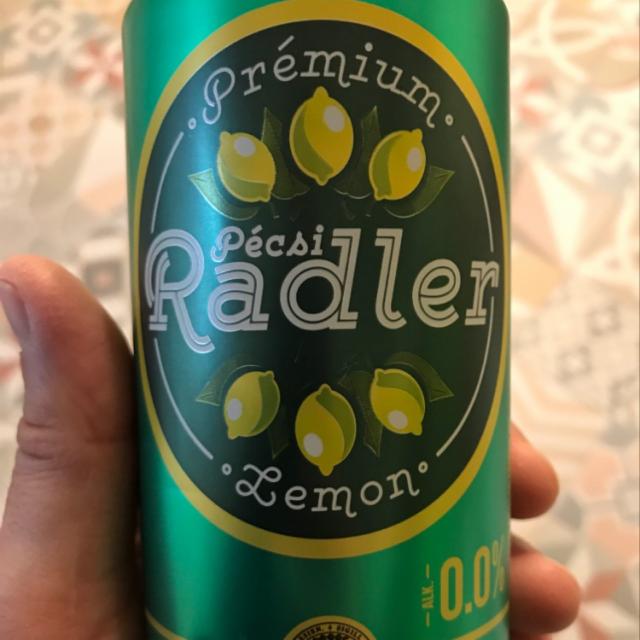 Prémium
Pécsi
Radler
Lemon
ALK.
0.0%